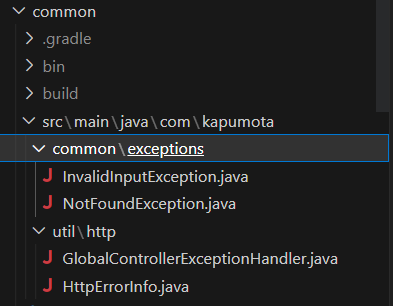 common
.gradle
bin
build
src\main\java\com\kapumota
common\exceptions
J InvalidInputException.java
J NotFoundException.java
util\http
J GlobalControllerExceptionHandler.java
J HttpErrorInfo.java